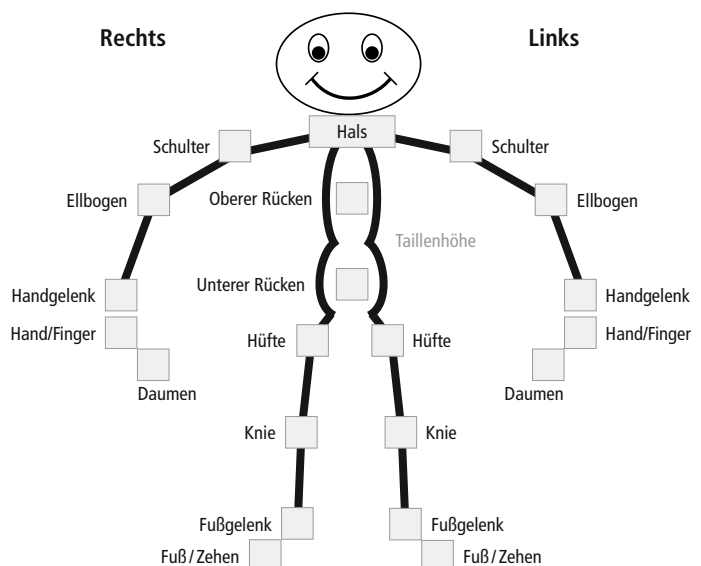 Rechts
Links
Hals
Schulter
Schulter
Ellbogen
Oberer Rücken
Ellbogen
Taillenhöhe
Unterer Rücken
Handgelenk
Handgelenk
Hand/Finger
Hand/Finger
Hüfte
Hüfte
Daumen
Daumen
Knie
Knie
Fußgelenk
Fußgelenk
Fuß/Zehen
Fuß/Zehen